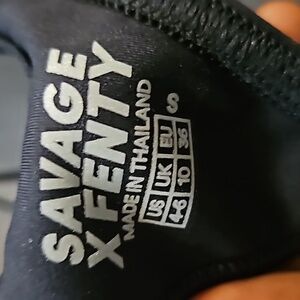 SAVAGE
X FENTY
MADE IN THAILAND
S
US UK EU
4-6 10 36